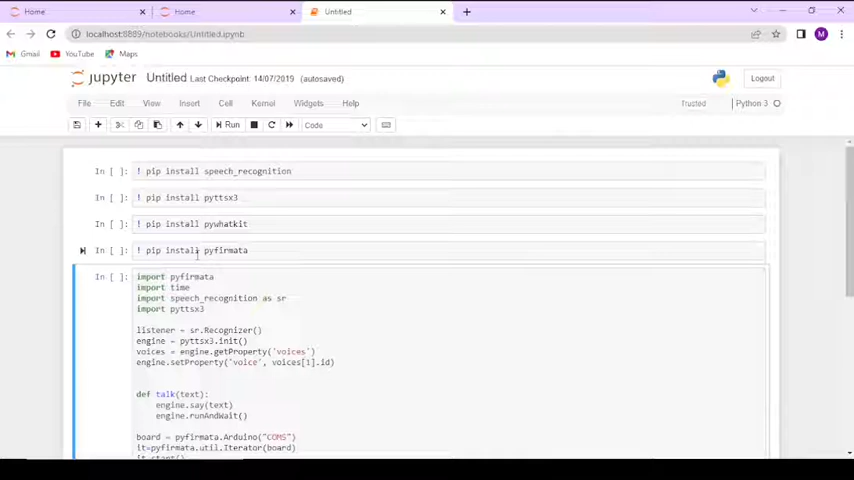 Home
Home
Untitled
localhost:8889/notebooks/Untitled.ipynb
M
Gmail
YouTube
Maps
jupyter Untitled Last Checkpoint: 14/07/2019 (autosaved)
Logout
File Edit View Insert Cell Kernel Widgets Help
Trusted
Python 3
Run
Code
In [ ]: ! pip install speech_recognition
In [ ]: ! pip install pyttsx3
In [ ]: ! pip install pywhatkit
In [ ]: ! pip install pyfirmata
In [ ]: import pyfirmata
import time
import speech_recognition as sr
import pyttsx3
listener = sr.Recognizer()
engine = pyttsx3.init()
voices = engine.getProperty('voices')
engine.setProperty('voice', voices[1].id)
def talk(text):
engine.say(text)
engine.runAndWait()
board = pyfirmata.Arduino("COM5")
it=pyfirmata.util.Iterator(board)
it.start()